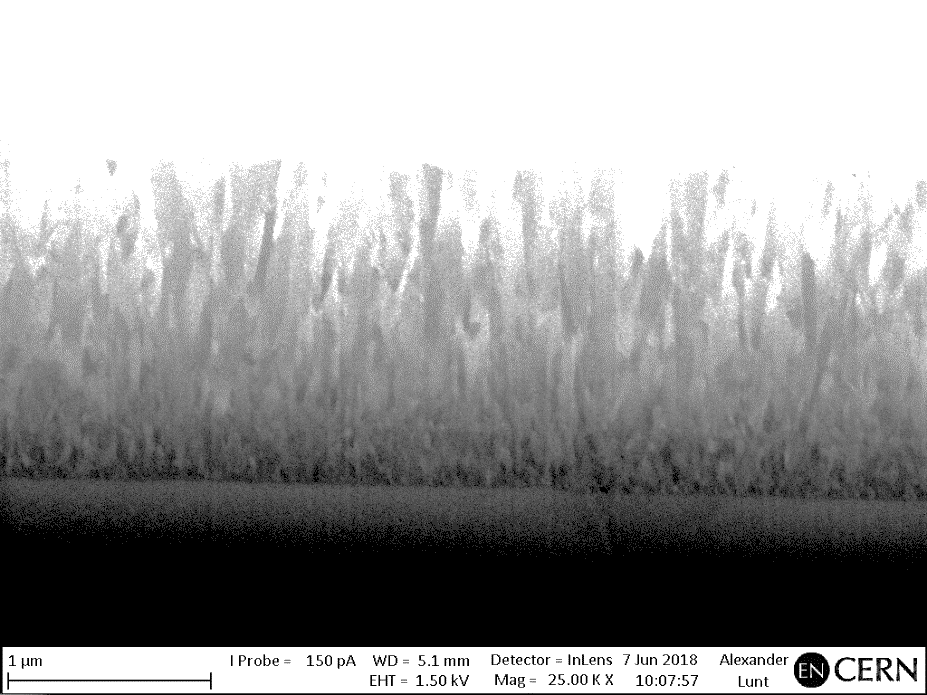 1 µm I Probe = 150 pA WD = 5.1 mm Detector = InLens 7 Jun 2018 Alexander EN CERN
EHT = 1.50 kV Mag = 25.00 K X 10:07:57 Lunt